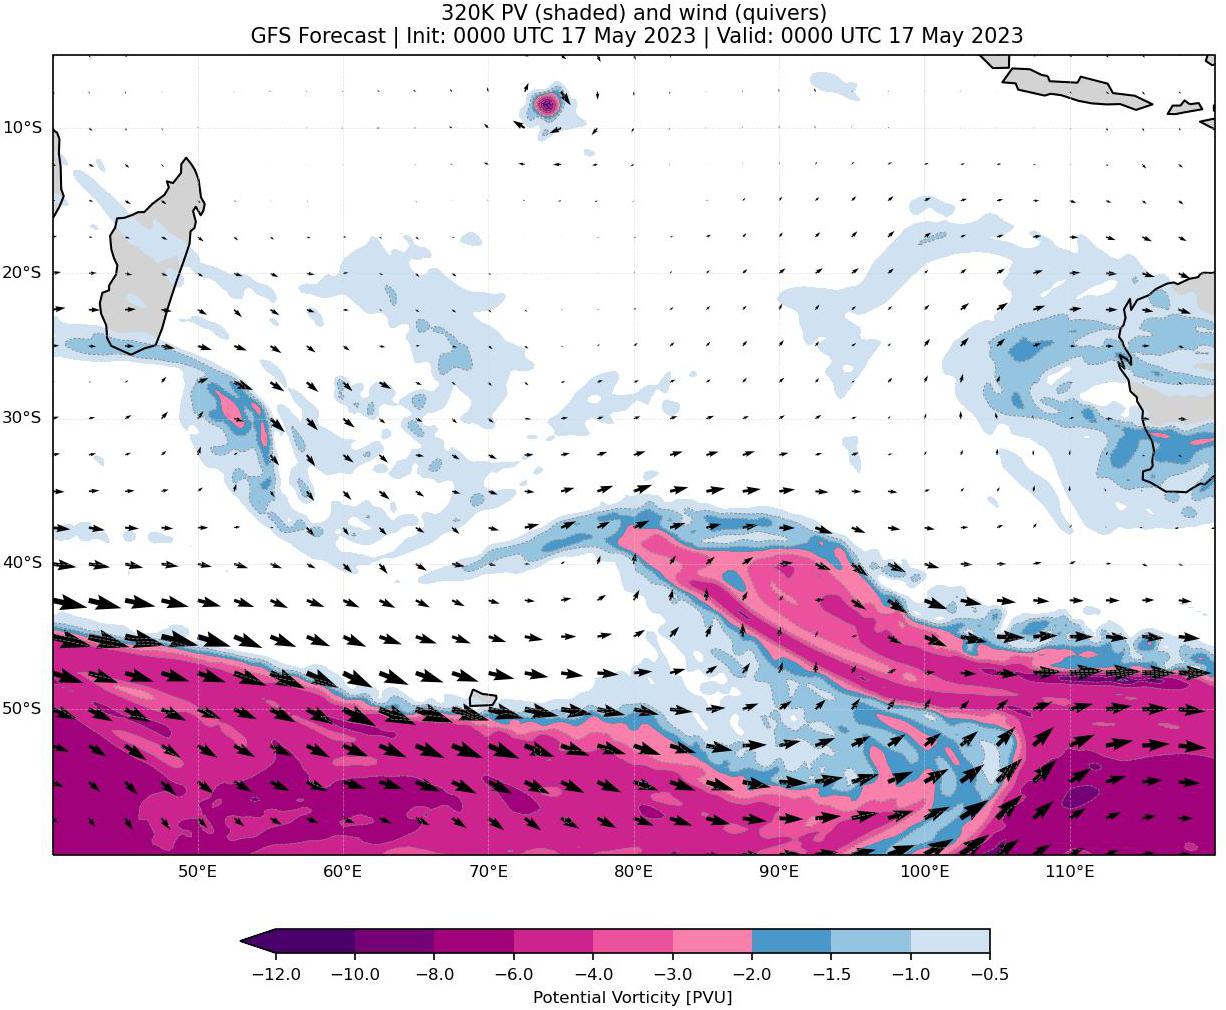 320K PV (shaded) and wind (quivers)
GFS Forecast | Init: 0000 UTC 17 May 2023 | Valid: 0000 UTC 17 May 2023
10°S
20°S
30°S
40°S
50°S
50°E 60°E 70°E 80°E 90°E 100°E 110°E
−12.0 −10.0 −8.0 −6.0 −4.0 −3.0 −2.0 −1.5 −1.0 −0.5
Potential Vorticity [PVU]